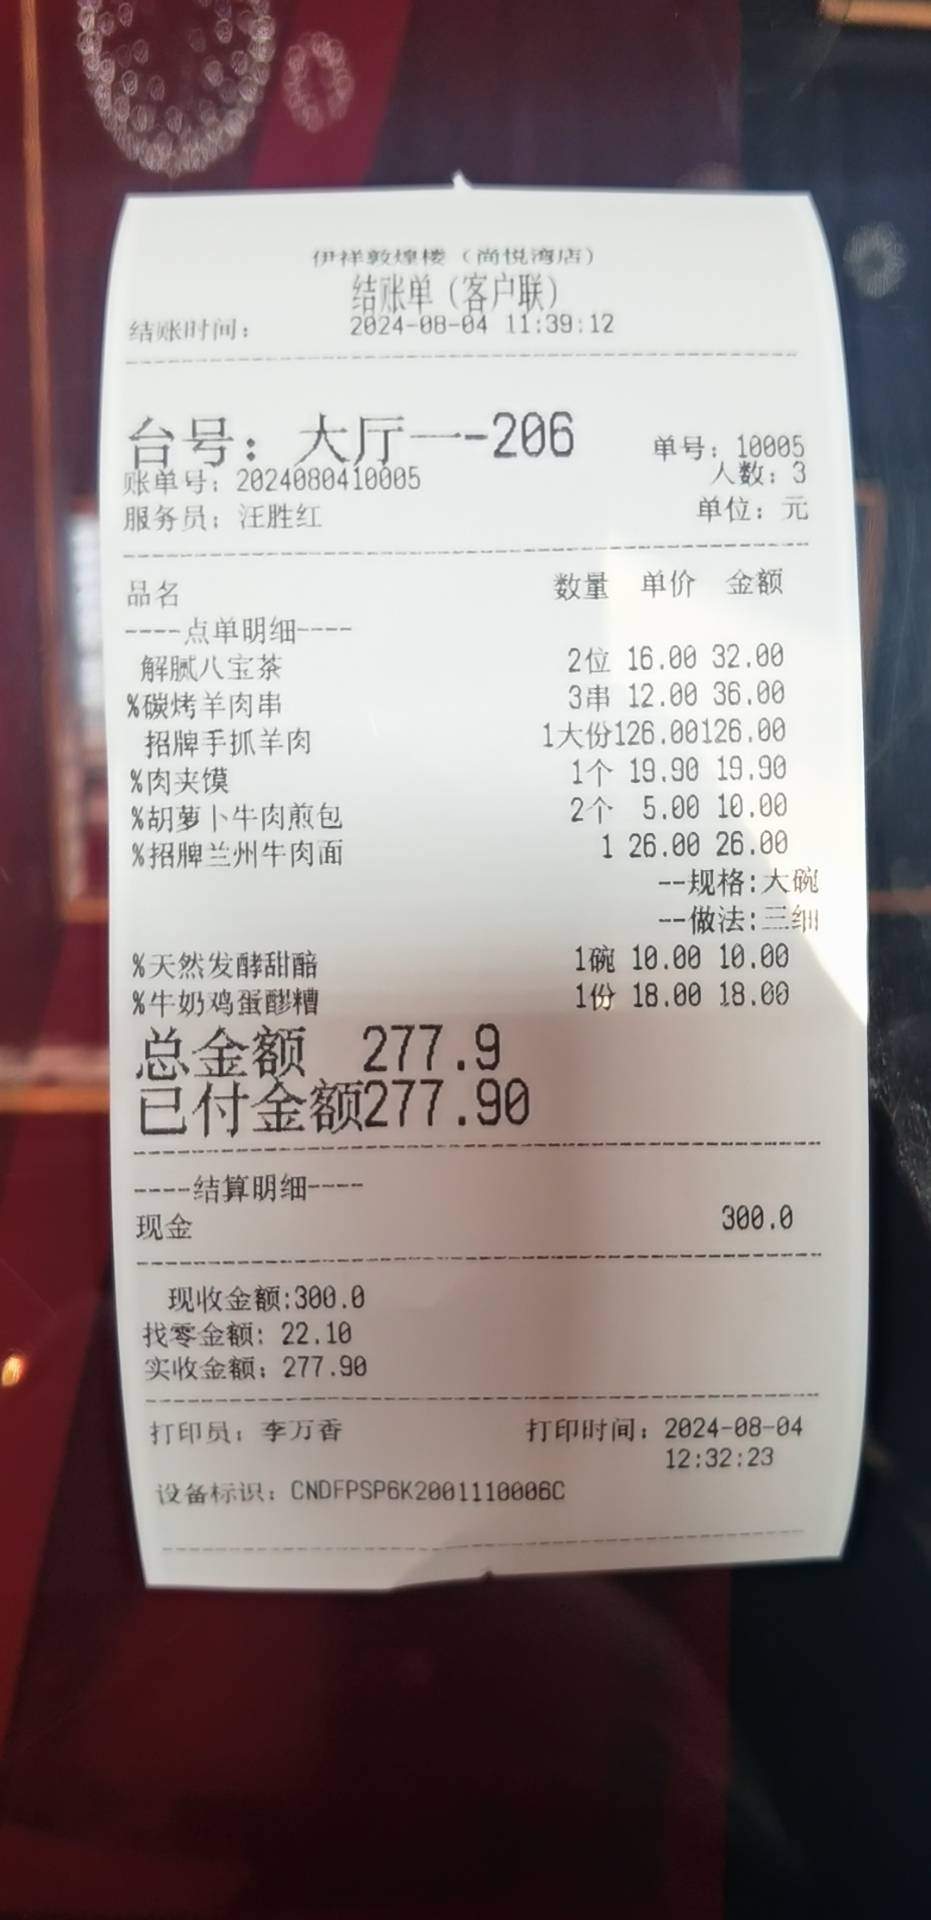 伊祥敦煌楼（尚悦湾店）
结账单（客户联）
结账时间： 2024-08-04 11:39:12
台号：大厅一-206 单号：10005
账单号：2024080410005 人数：3
服务员：汪胜红 单位：元
品名 数量 单价 金额
----点单明细----
解腻八宝茶 2位 16.00 32.00
%碳烤羊肉串 3串 12.00 36.00
招牌手抓羊肉 1大份126.00126.00
%肉夹馍 1个 19.90 19.90
%胡萝卜牛肉煎包 2个 5.00 10.00
%招牌兰州牛肉面 1 26.00 26.00
--规格:大碗
--做法:三细
%天然发酵甜醅 1碗 10.00 10.00
%牛奶鸡蛋醪糟 1份 18.00 18.00
总金额 277.9
已付金额277.90
----结算明细----
现金 300.0
现收金额:300.0
找零金额: 22.10
实收金额: 277.90
打印员：李万香 打印时间：2024-08-04
12:32:23
设备标识：CNDFPSP6K2001110006C